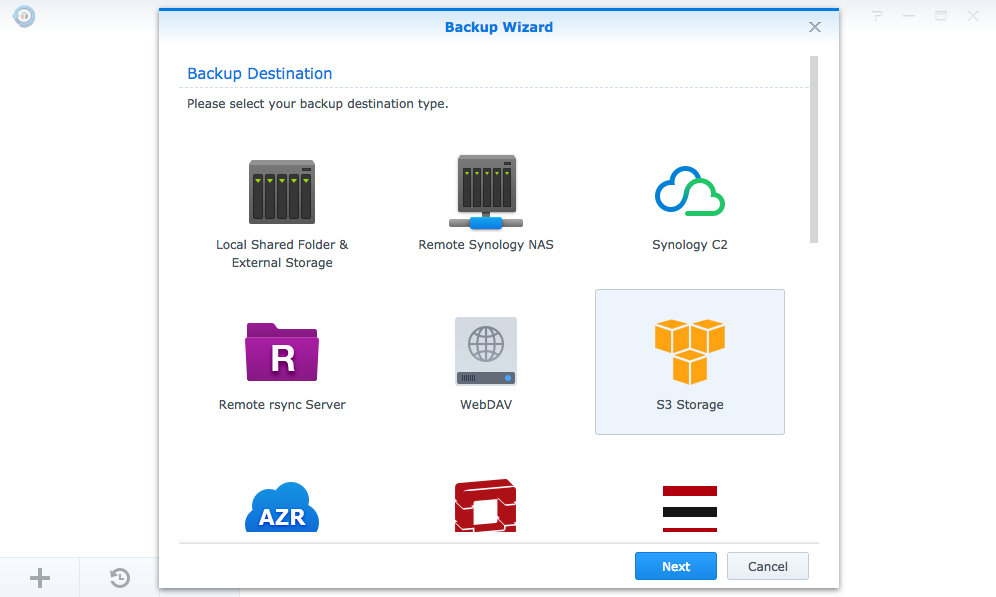 Backup Wizard
Backup Destination
Please select your backup destination type.
Local Shared Folder &
External Storage
Remote Synology NAS
Synology C2
R
Remote rsync Server
WebDAV
S3 Storage
AZR
Next
Cancel